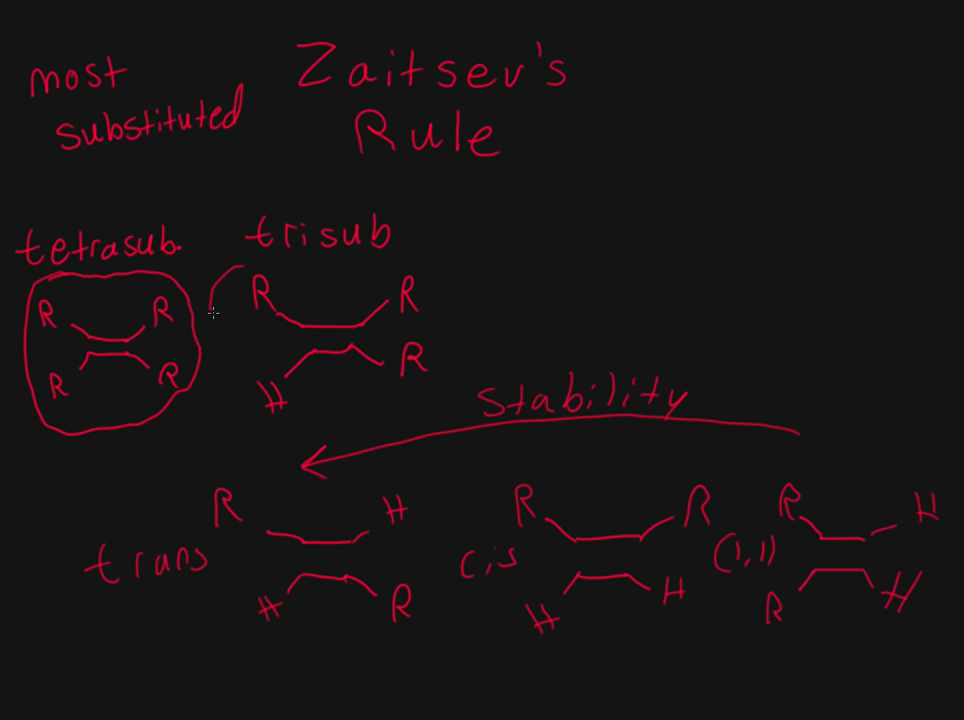 most
substituted
Zaitsev's
Rule
tetrasub.
trisub
R R
R R
R R
H R
Stability
trans
R H
H R
cis
R R
H H
(1,1)
R H
R H